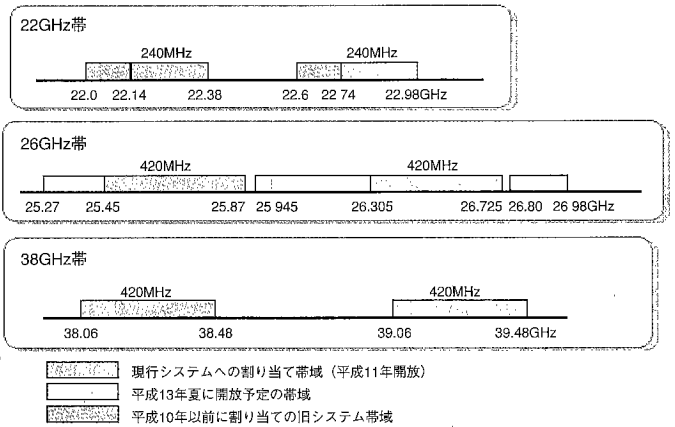 22GHz帯
240MHz 240MHz
22.0 22.14 22.38 22.6 22 74 22.98GHz
26GHz帯
420MHz 420MHz
25.27 25.45 25.87 25 945 26.305 26.725 26.80 26 98GHz
38GHz帯
420MHz 420MHz
38.06 38.48 39.06 39.48GHz
現行システムへの割り当て帯域（平成11年開放）
平成13年夏に開放予定の帯域
平成10年以前に割り当ての旧システム帯域